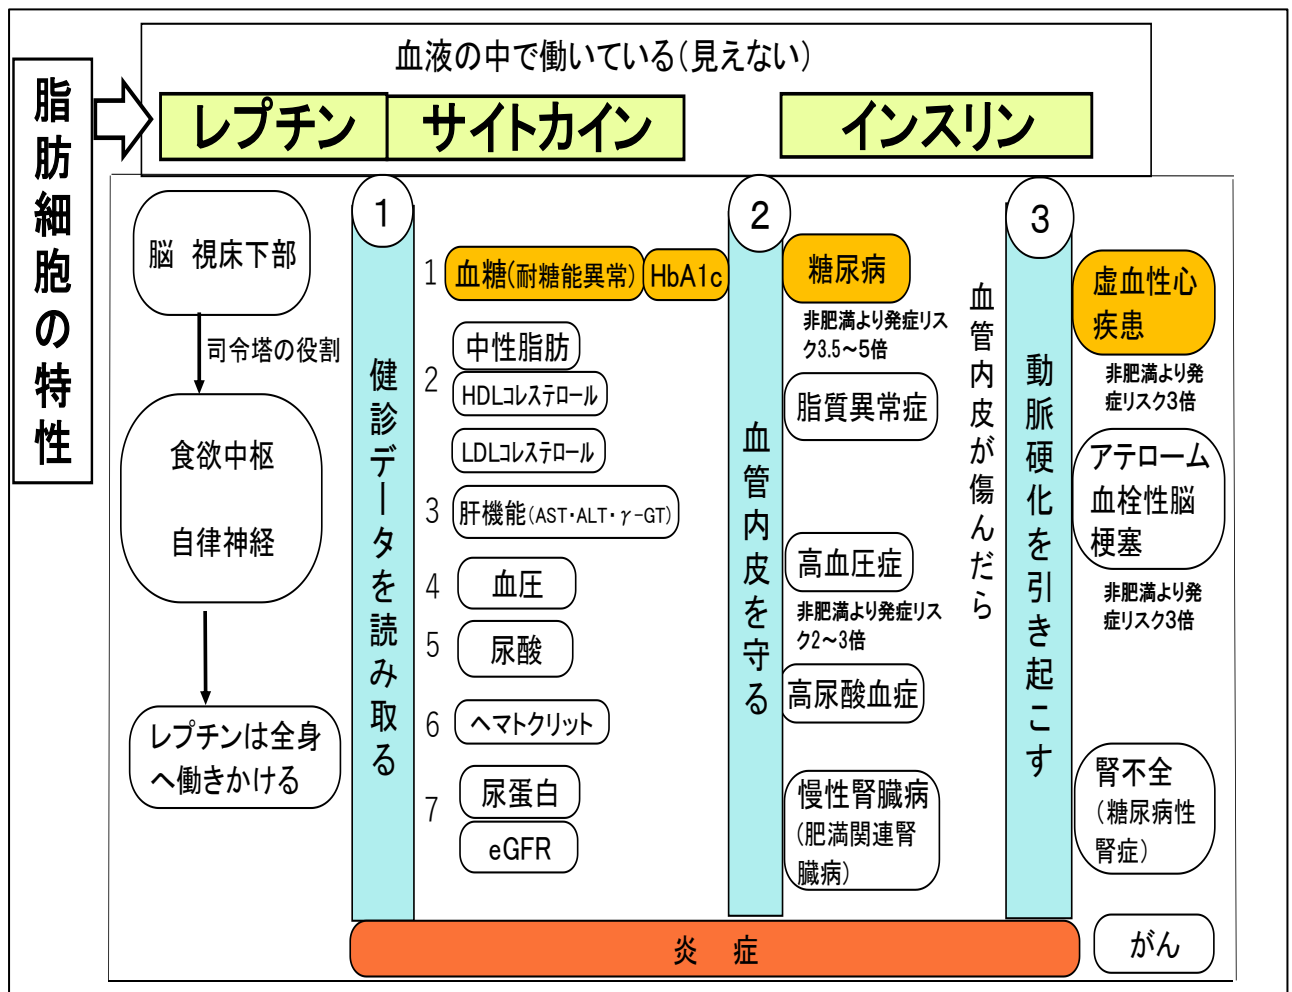 血液の中で働いている(見えない)
脂肪細胞の特性
レプチン
サイトカイン
インスリン
脳 視床下部
司令塔の役割
食欲中枢
自律神経
レプチンは全身
へ働きかける
1
健診データを読み取る
1
血糖(耐糖能異常)
HbA1c
2
中性脂肪
HDLコレステロール
LDLコレステロール
3
肝機能(AST・ALT・γ-GT)
4
血圧
5
尿酸
6
ヘマトクリット
7
尿蛋白
eGFR
2
血管内皮を守る
糖尿病
非肥満より発症リス
ク3.5~5倍
脂質異常症
高血圧症
非肥満より発症リス
ク2~3倍
高尿酸血症
慢性腎臓病
(肥満関連腎
臓病)
血管内皮が傷んだら
3
動脈硬化を引き起こす
虚血性心
疾患
非肥満より発
症リスク3倍
アテローム
血栓性脳
梗塞
非肥満より発
症リスク3倍
腎不全
(糖尿病性
腎症)
がん
炎 症